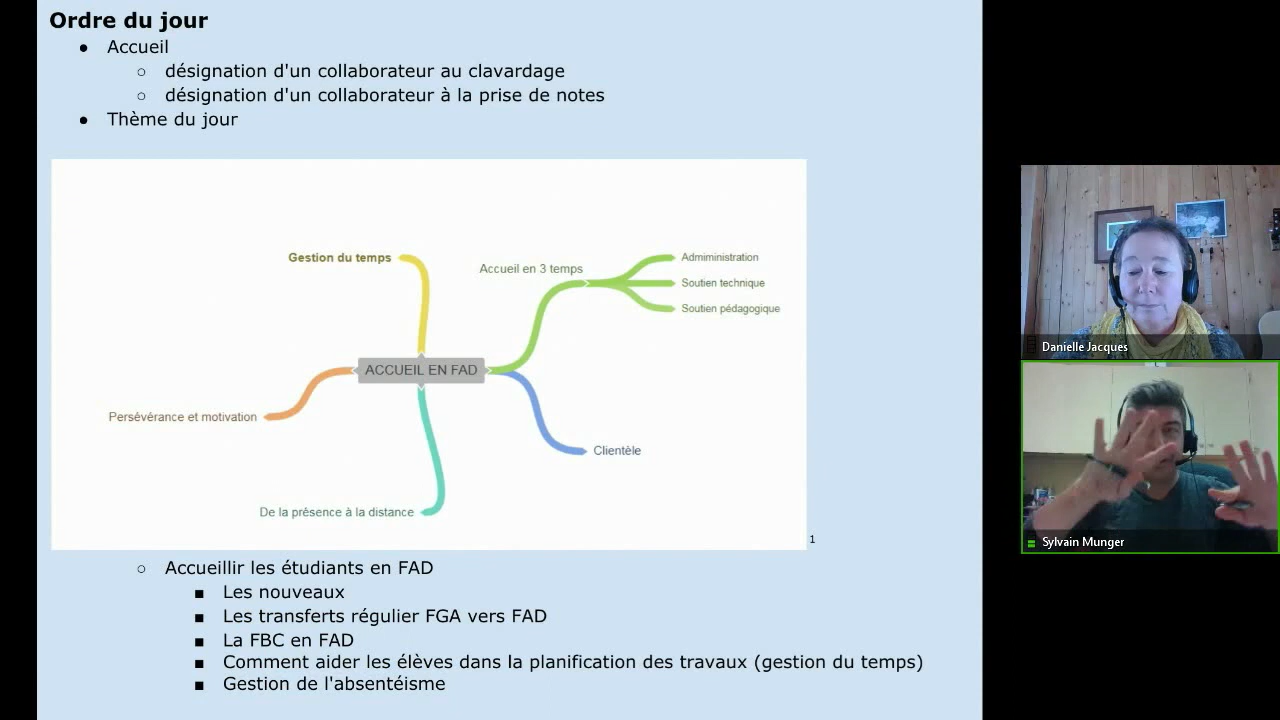 Ordre du jour
● Accueil
○ désignation d'un collaborateur au clavardage
○ désignation d'un collaborateur à la prise de notes
● Thème du jour
Gestion du temps
Accueil en 3 temps
Admiministration
Soutien technique
Soutien pédagogique
ACCUEIL EN FAD
Persévérance et motivation
Clientèle
De la présence à la distance
1
○ Accueillir les étudiants en FAD
■ Les nouveaux
■ Les transferts régulier FGA vers FAD
■ La FBC en FAD
■ Comment aider les élèves dans la planification des travaux (gestion du temps)
■ Gestion de l'absentéisme
Danielle Jacques
Sylvain Munger